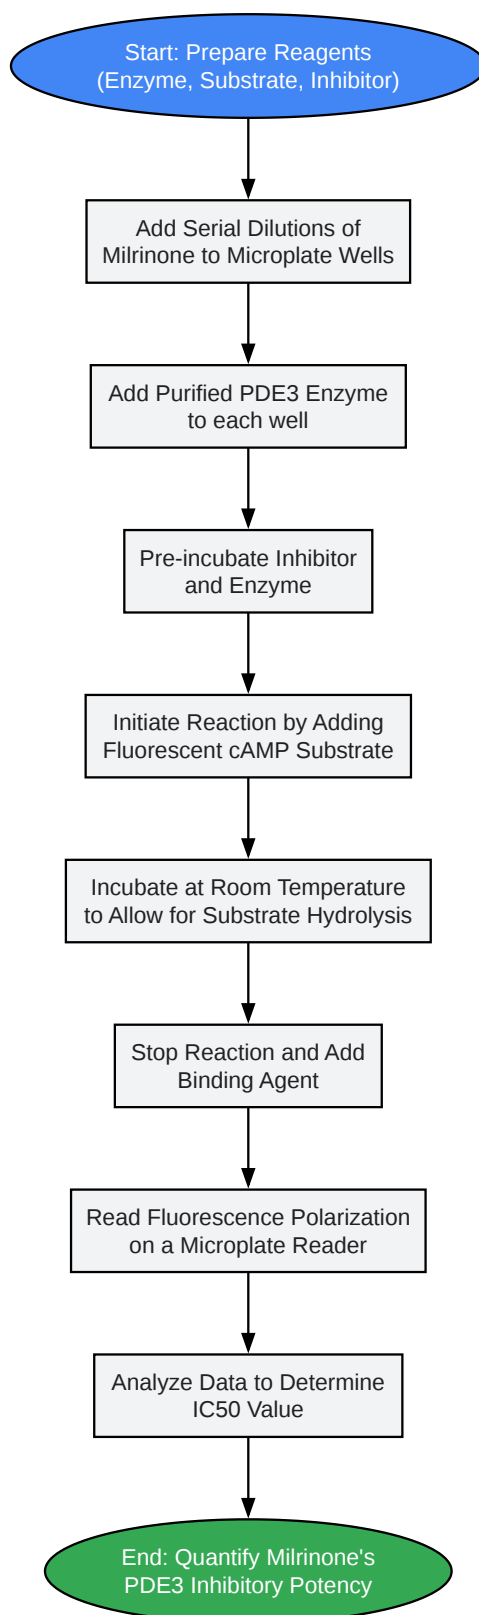 Start: Prepare Reagents
(Enzyme, Substrate, Inhibitor)
Add Serial Dilutions of
Milrinone to Microplate Wells
Add Purified PDE3 Enzyme
to each well
Pre-incubate Inhibitor
and Enzyme
Initiate Reaction by Adding
Fluorescent cAMP Substrate
Incubate at Room Temperature
to Allow for Substrate Hydrolysis
Stop Reaction and Add
Binding Agent
Read Fluorescence Polarization
on a Microplate Reader
Analyze Data to Determine
IC50 Value
End: Quantify Milrinone's
PDE3 Inhibitory Potency